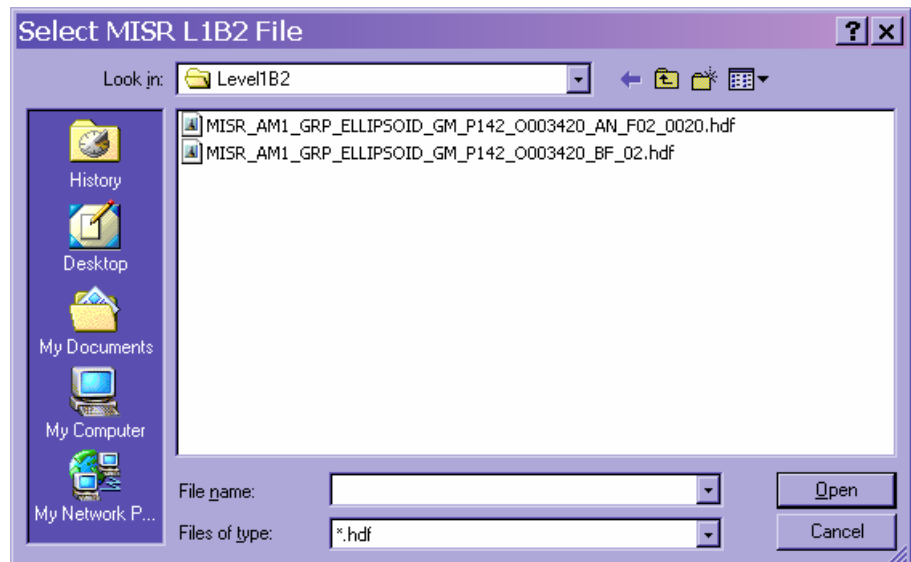 Select MISR L1B2 File
Look in: Level1B2
MISR_AM1_GRP_ELLIPSOID_GM_P142_O003420_AN_F02_0020.hdf
MISR_AM1_GRP_ELLIPSOID_GM_P142_O003420_BF_02.hdf
History
Desktop
My Documents
My Computer
My Network P...
File name:
Open
Files of type: *.hdf
Cancel